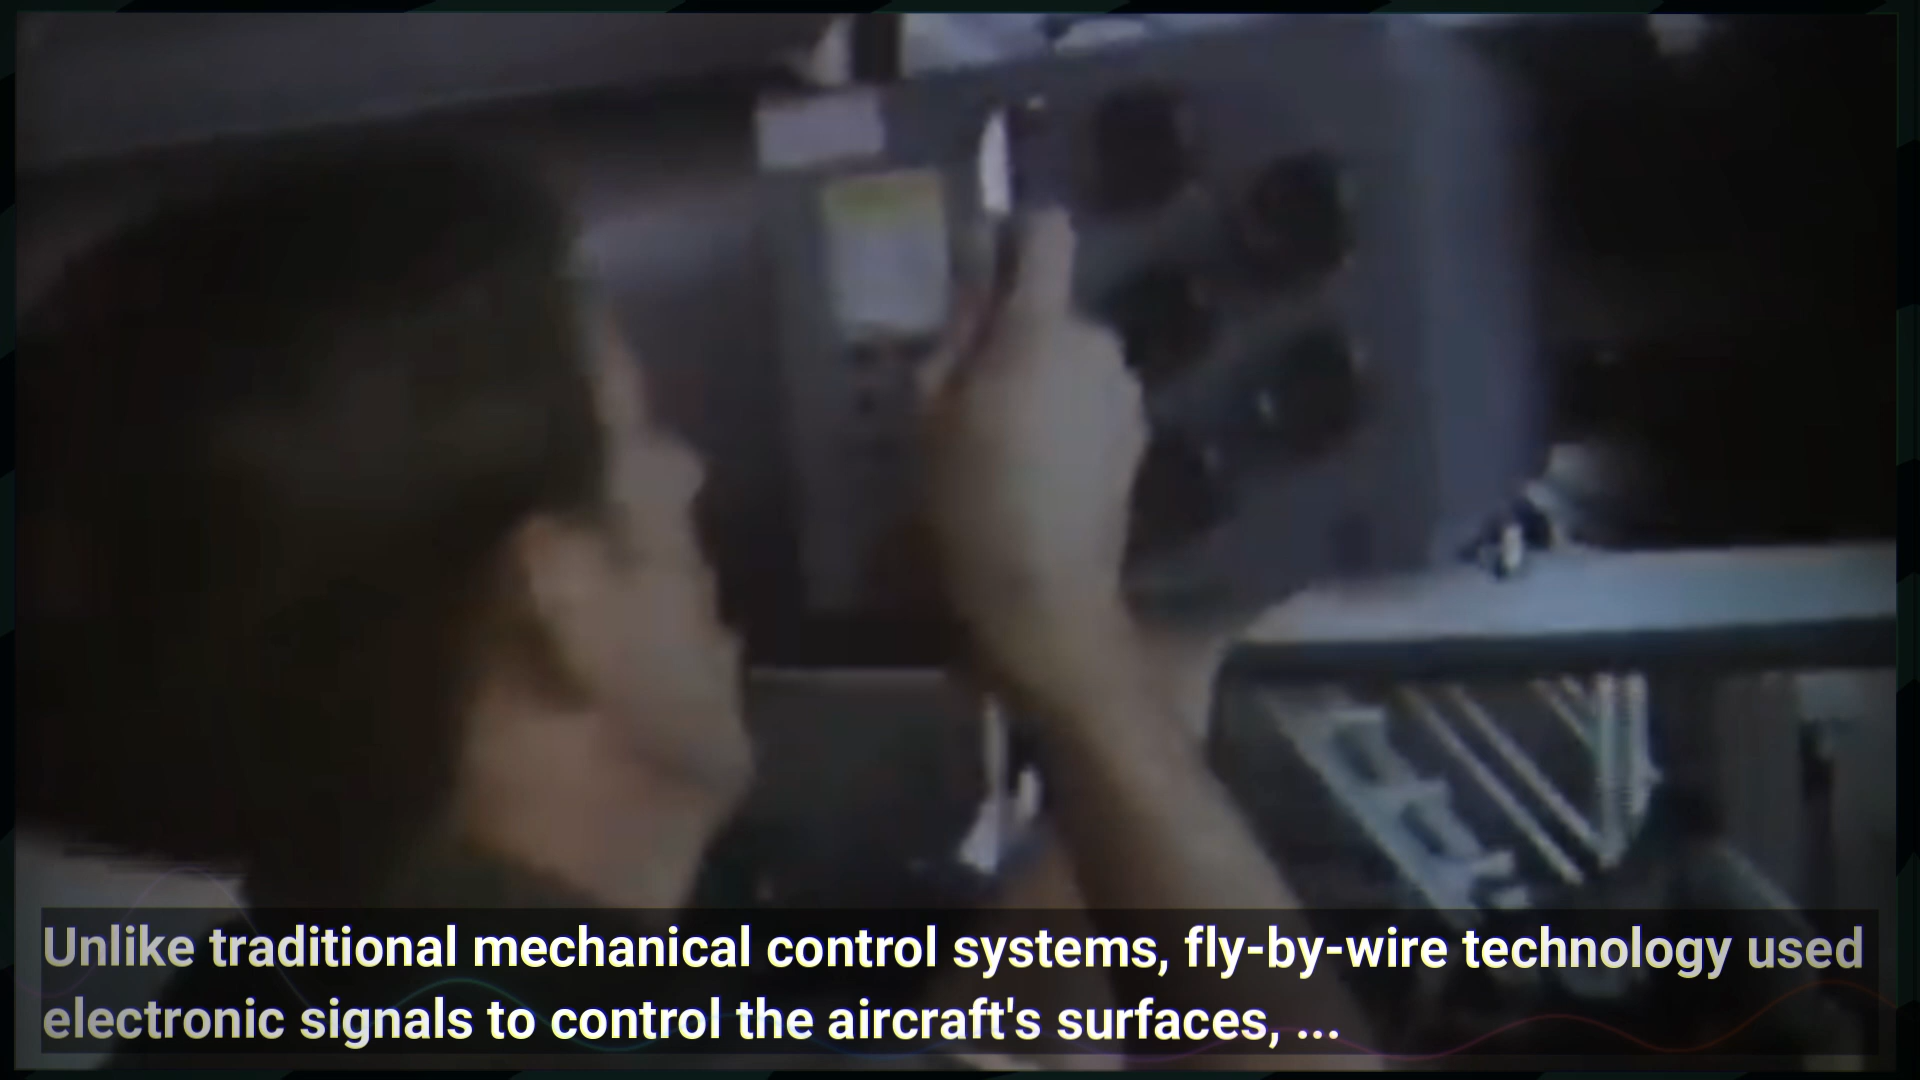 Unlike traditional mechanical control systems, fly-by-wire technology used
electronic signals to control the aircraft's surfaces, ...